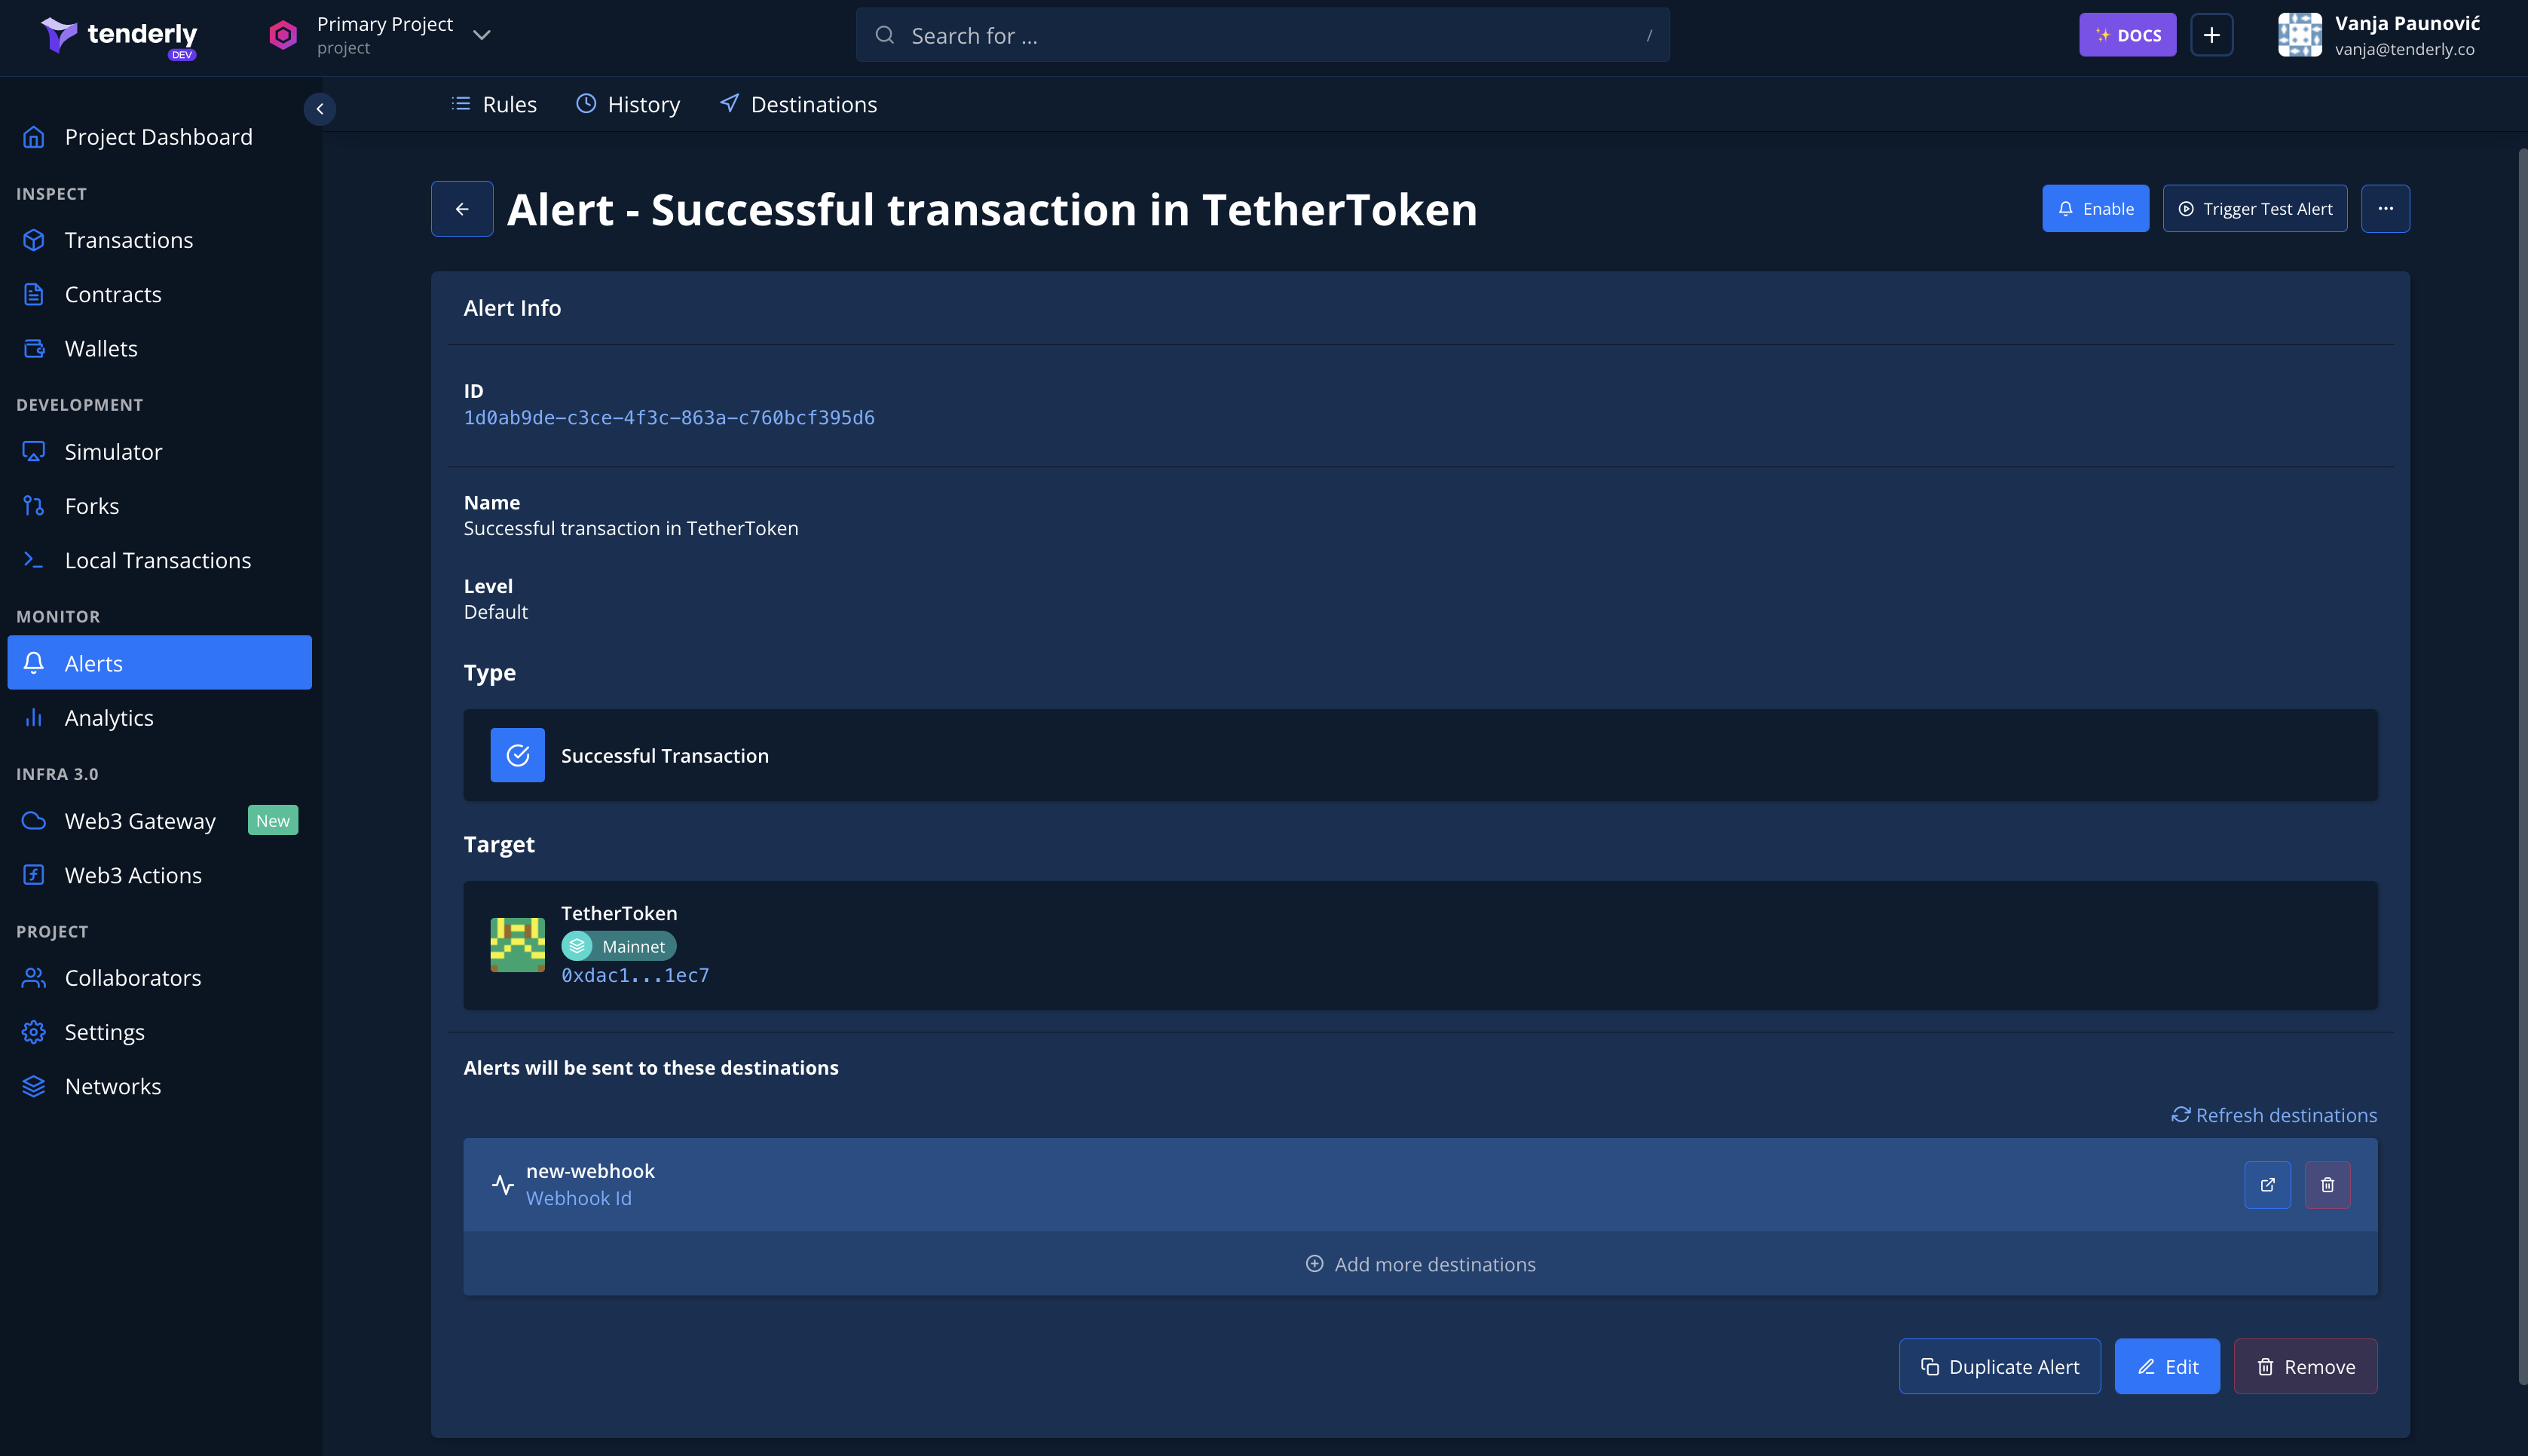 tenderly
DEV
Primary Project
project
Search for ...
/
DOCS
Vanja Paunović
vanja@tenderly.co
Project Dashboard
INSPECT
Transactions
Contracts
Wallets
DEVELOPMENT
Simulator
Forks
Local Transactions
MONITOR
Alerts
Analytics
INFRA 3.0
Web3 Gateway
New
Web3 Actions
PROJECT
Collaborators
Settings
Networks
Rules
History
Destinations
Alert - Successful transaction in TetherToken
Enable
Trigger Test Alert
Alert Info
ID
1d0ab9de-c3ce-4f3c-863a-c760bcf395d6
Name
Successful transaction in TetherToken
Level
Default
Type
Successful Transaction
Target
TetherToken
Mainnet
0xdac1...1ec7
Alerts will be sent to these destinations
Refresh destinations
new-webhook
Webhook Id
Add more destinations
Duplicate Alert
Edit
Remove